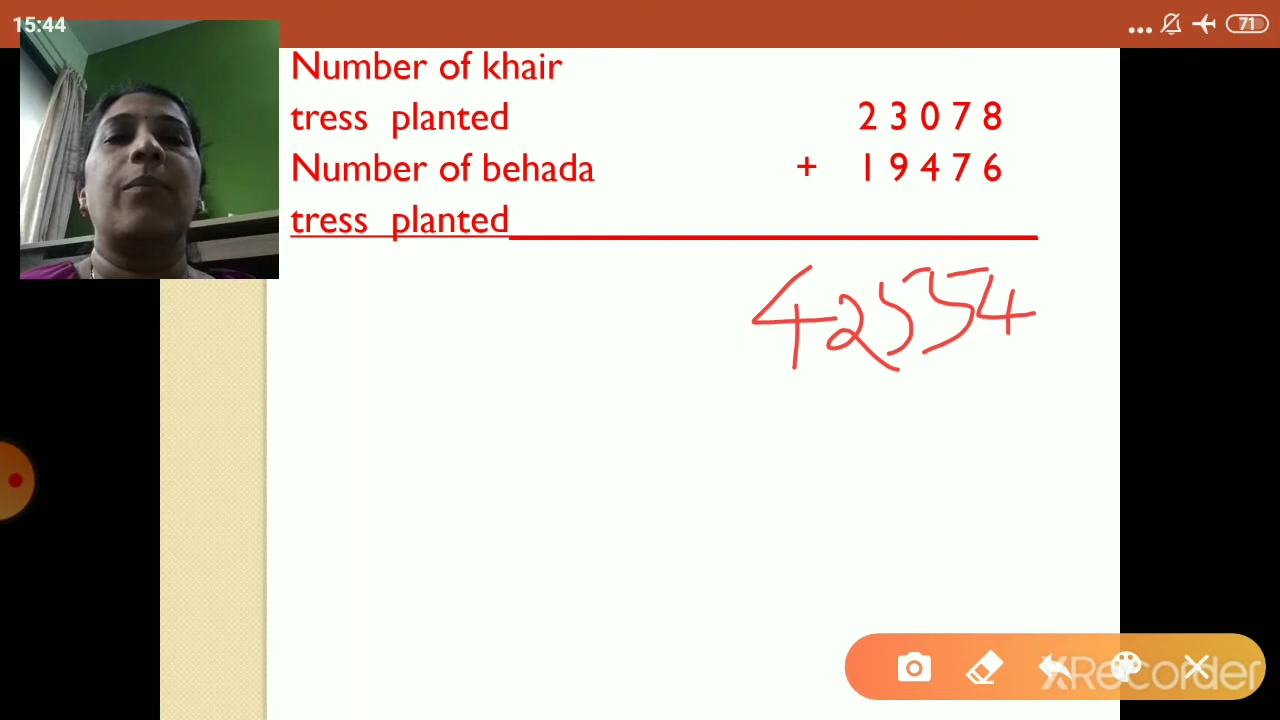 15:44
71
Number of khair
tress planted 2 3 0 7 8
Number of behada + 1 9 4 7 6
tress planted
42554
XRecorder